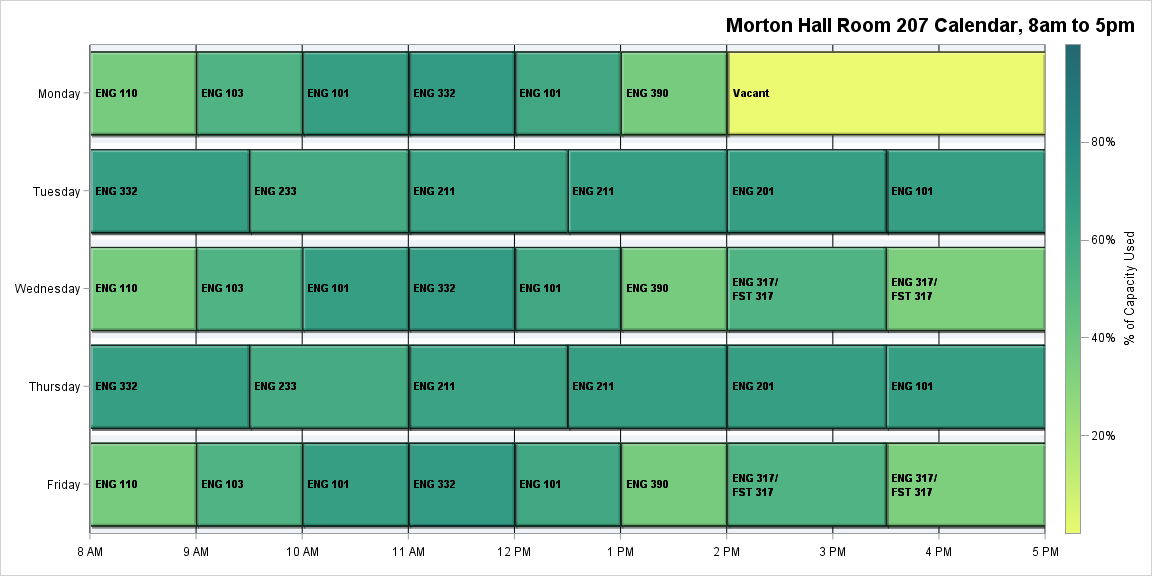 Morton Hall Room 207 Calendar, 8am to 5pm
Monday
ENG 110
ENG 103
ENG 101
ENG 332
ENG 101
ENG 390
Vacant
Tuesday
ENG 332
ENG 233
ENG 211
ENG 211
ENG 201
ENG 101
Wednesday
ENG 110
ENG 103
ENG 101
ENG 332
ENG 101
ENG 390
ENG 317/
FST 317
ENG 317/
FST 317
Thursday
ENG 332
ENG 233
ENG 211
ENG 211
ENG 201
ENG 101
Friday
ENG 110
ENG 103
ENG 101
ENG 332
ENG 101
ENG 390
ENG 317/
FST 317
ENG 317/
FST 317
8 AM
9 AM
10 AM
11 AM
12 PM
1 PM
2 PM
3 PM
4 PM
5 PM
80%
60%
40%
20%
% of Capacity Used